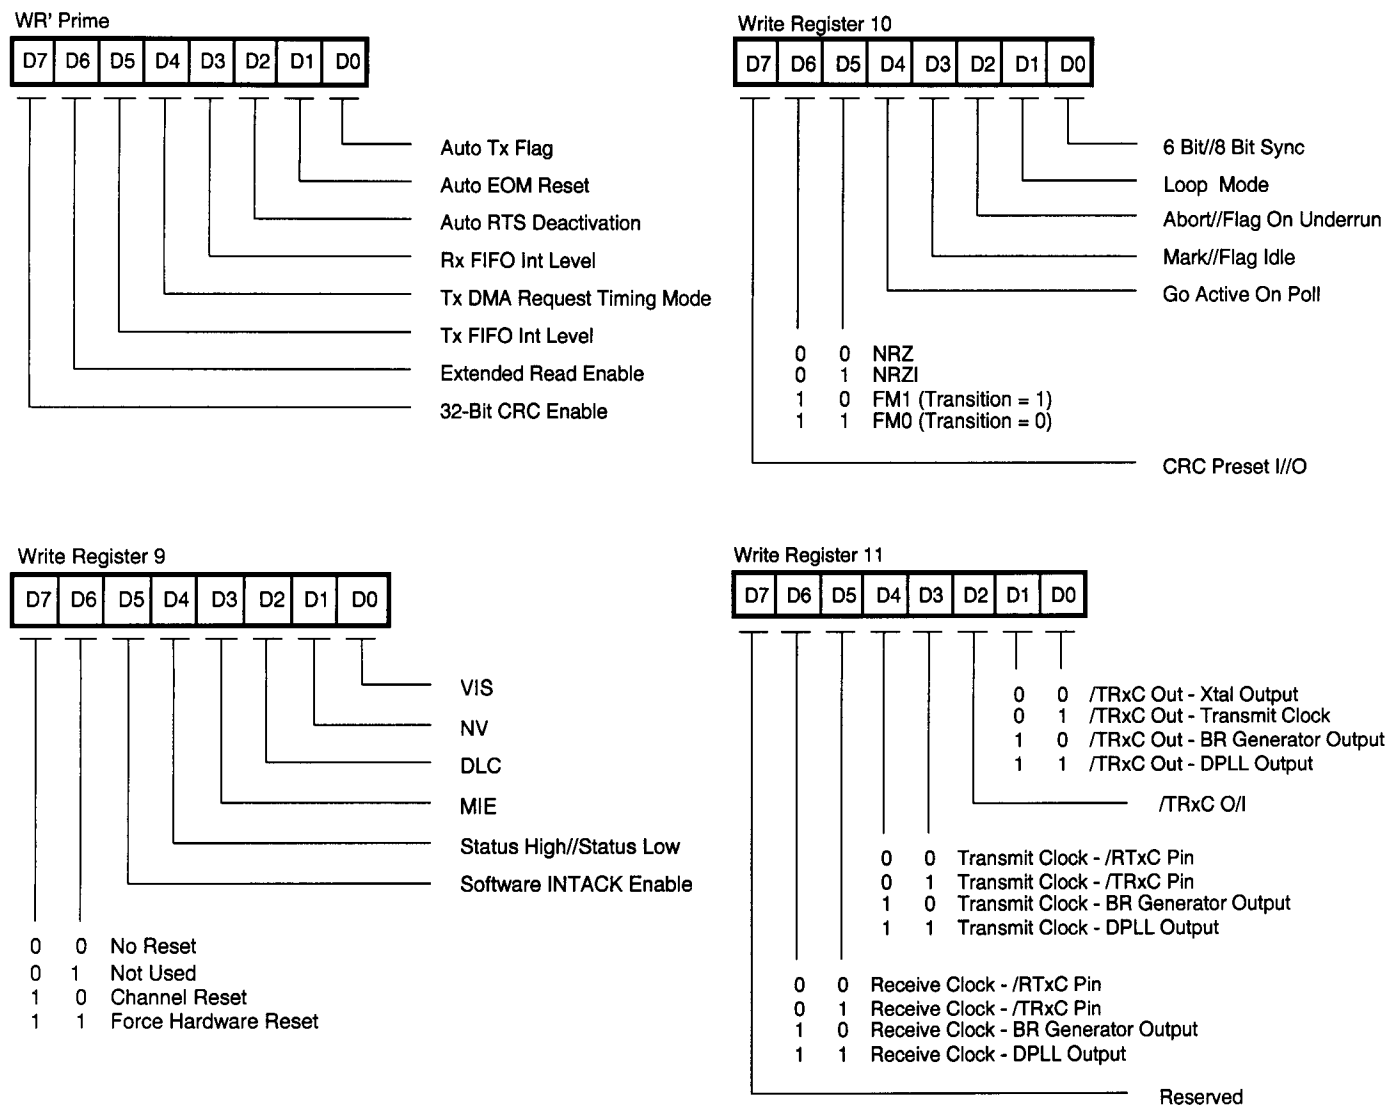 WR' Prime
D7 D6 D5 D4 D3 D2 D1 D0
Auto Tx Flag
Auto EOM Reset
Auto RTS Deactivation
Rx FIFO Int Level
Tx DMA Request Timing Mode
Tx FIFO Int Level
Extended Read Enable
32-Bit CRC Enable
Write Register 10
D7 D6 D5 D4 D3 D2 D1 D0
6 Bit//8 Bit Sync
Loop Mode
Abort//Flag On Underrun
Mark//Flag Idle
Go Active On Poll
0 0 NRZ
0 1 NRZI
1 0 FM1 (Transition = 1)
1 1 FM0 (Transition = 0)
CRC Preset I//O
Write Register 9
D7 D6 D5 D4 D3 D2 D1 D0
VIS
NV
DLC
MIE
Status High//Status Low
Software INTACK Enable
0 0 No Reset
0 1 Not Used
1 0 Channel Reset
1 1 Force Hardware Reset
Write Register 11
D7 D6 D5 D4 D3 D2 D1 D0
0 0 /TRxC Out - Xtal Output
0 1 /TRxC Out - Transmit Clock
1 0 /TRxC Out - BR Generator Output
1 1 /TRxC Out - DPLL Output
/TRxC O/I
0 0 Transmit Clock - /RTxC Pin
0 1 Transmit Clock - /TRxC Pin
1 0 Transmit Clock - BR Generator Output
1 1 Transmit Clock - DPLL Output
0 0 Receive Clock - /RTxC Pin
0 1 Receive Clock - /TRxC Pin
1 0 Receive Clock - BR Generator Output
1 1 Receive Clock - DPLL Output
Reserved